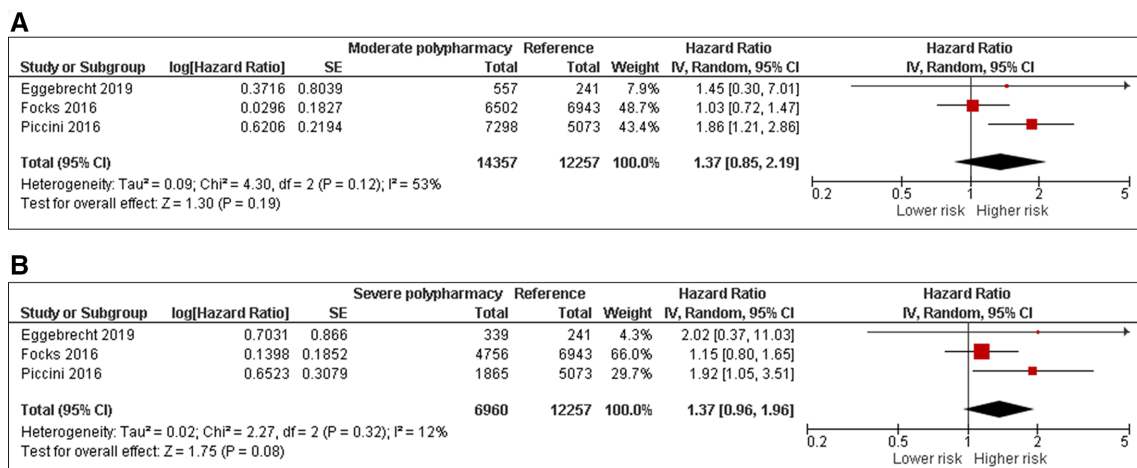 A
Moderate polypharmacy Reference Hazard Ratio Hazard Ratio
Study or Subgroup log[Hazard Ratio] SE Total Total Weight IV, Random, 95% CI IV, Random, 95% CI
Eggebrecht 2019 0.3716 0.8039 557 241 7.9% 1.45 [0.30, 7.01]
Focks 2016 0.0296 0.1827 6502 6943 48.7% 1.03 [0.72, 1.47]
Piccini 2016 0.6206 0.2194 7298 5073 43.4% 1.86 [1.21, 2.86]
Total (95% CI) 14357 12257 100.0% 1.37 [0.85, 2.19]
Heterogeneity: Tau² = 0.09; Chi² = 4.30, df = 2 (P = 0.12); I² = 53%
Test for overall effect: Z = 1.30 (P = 0.19)
0.2 0.5 1 2 5
Lower risk Higher risk
B
Severe polypharmacy Reference Hazard Ratio Hazard Ratio
Study or Subgroup log[Hazard Ratio] SE Total Total Weight IV, Random, 95% CI IV, Random, 95% CI
Eggebrecht 2019 0.7031 0.866 339 241 4.3% 2.02 [0.37, 11.03]
Focks 2016 0.1398 0.1852 4756 6943 66.0% 1.15 [0.80, 1.65]
Piccini 2016 0.6523 0.3079 1865 5073 29.7% 1.92 [1.05, 3.51]
Total (95% CI) 6960 12257 100.0% 1.37 [0.96, 1.96]
Heterogeneity: Tau² = 0.02; Chi² = 2.27, df = 2 (P = 0.32); I² = 12%
Test for overall effect: Z = 1.75 (P = 0.08)
0.2 0.5 1 2 5
Lower risk Higher risk